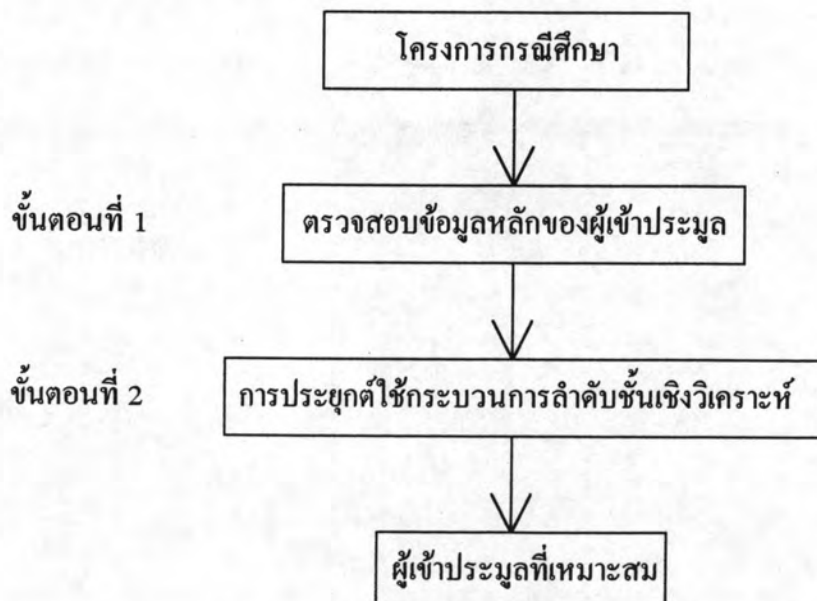 โครงการกรณีศึกษา
ขั้นตอนที่ 1 ตรวจสอบข้อมูลหลักของผู้เข้าประมูล
ขั้นตอนที่ 2 การประยุกต์ใช้กระบวนการลำดับชั้นเชิงวิเคราะห์
ผู้เข้าประมูลที่เหมาะสม